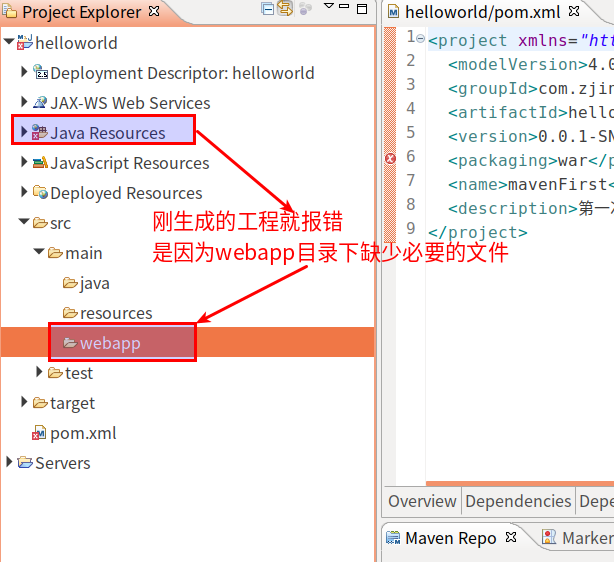 Project Explorer
helloworld
Deployment Descriptor: helloworld
JAX-WS Web Services
Java Resources
JavaScript Resources
Deployed Resources
src
main
java
resources
webapp
test
target
pom.xml
Servers
刚生成的工程就报错
是因为webapp目录下缺少必要的文件
helloworld/pom.xml
1 <project xmlns="htt
2 <modelVersion>4.0
3 <groupId>com.zjin
4 <artifactId>hello
5 <version>0.0.1-SN
6 <packaging>war</p
7 <name>mavenFirst<
8 <description>第一
9 </project>
Overview Dependencies Depe
Maven Repo Marker